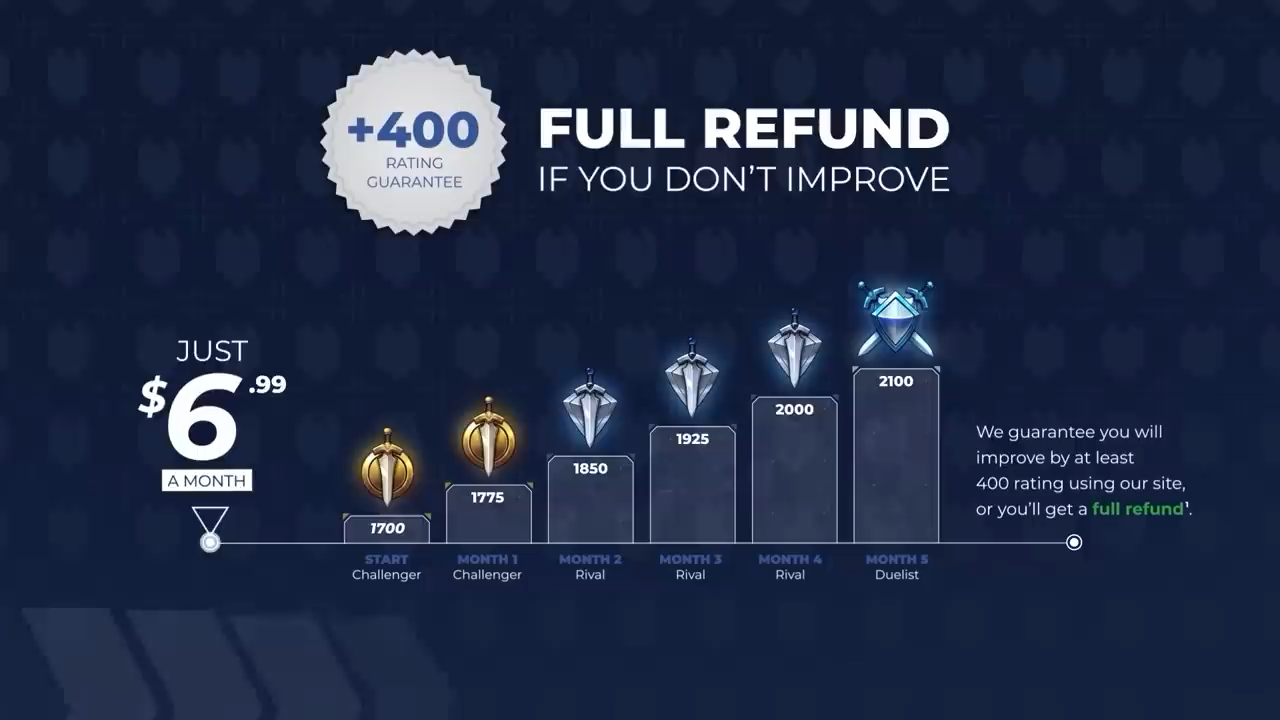 +400
RATING
GUARANTEE
FULL REFUND
IF YOU DON'T IMPROVE
JUST
$6.99
A MONTH
1700
1775
1850
1925
2000
2100
START
Challenger
MONTH 1
Challenger
MONTH 2
Rival
MONTH 3
Rival
MONTH 4
Rival
MONTH 5
Duelist
We guarantee you will
improve by at least
400 rating using our site,
or you'll get a full refund¹.